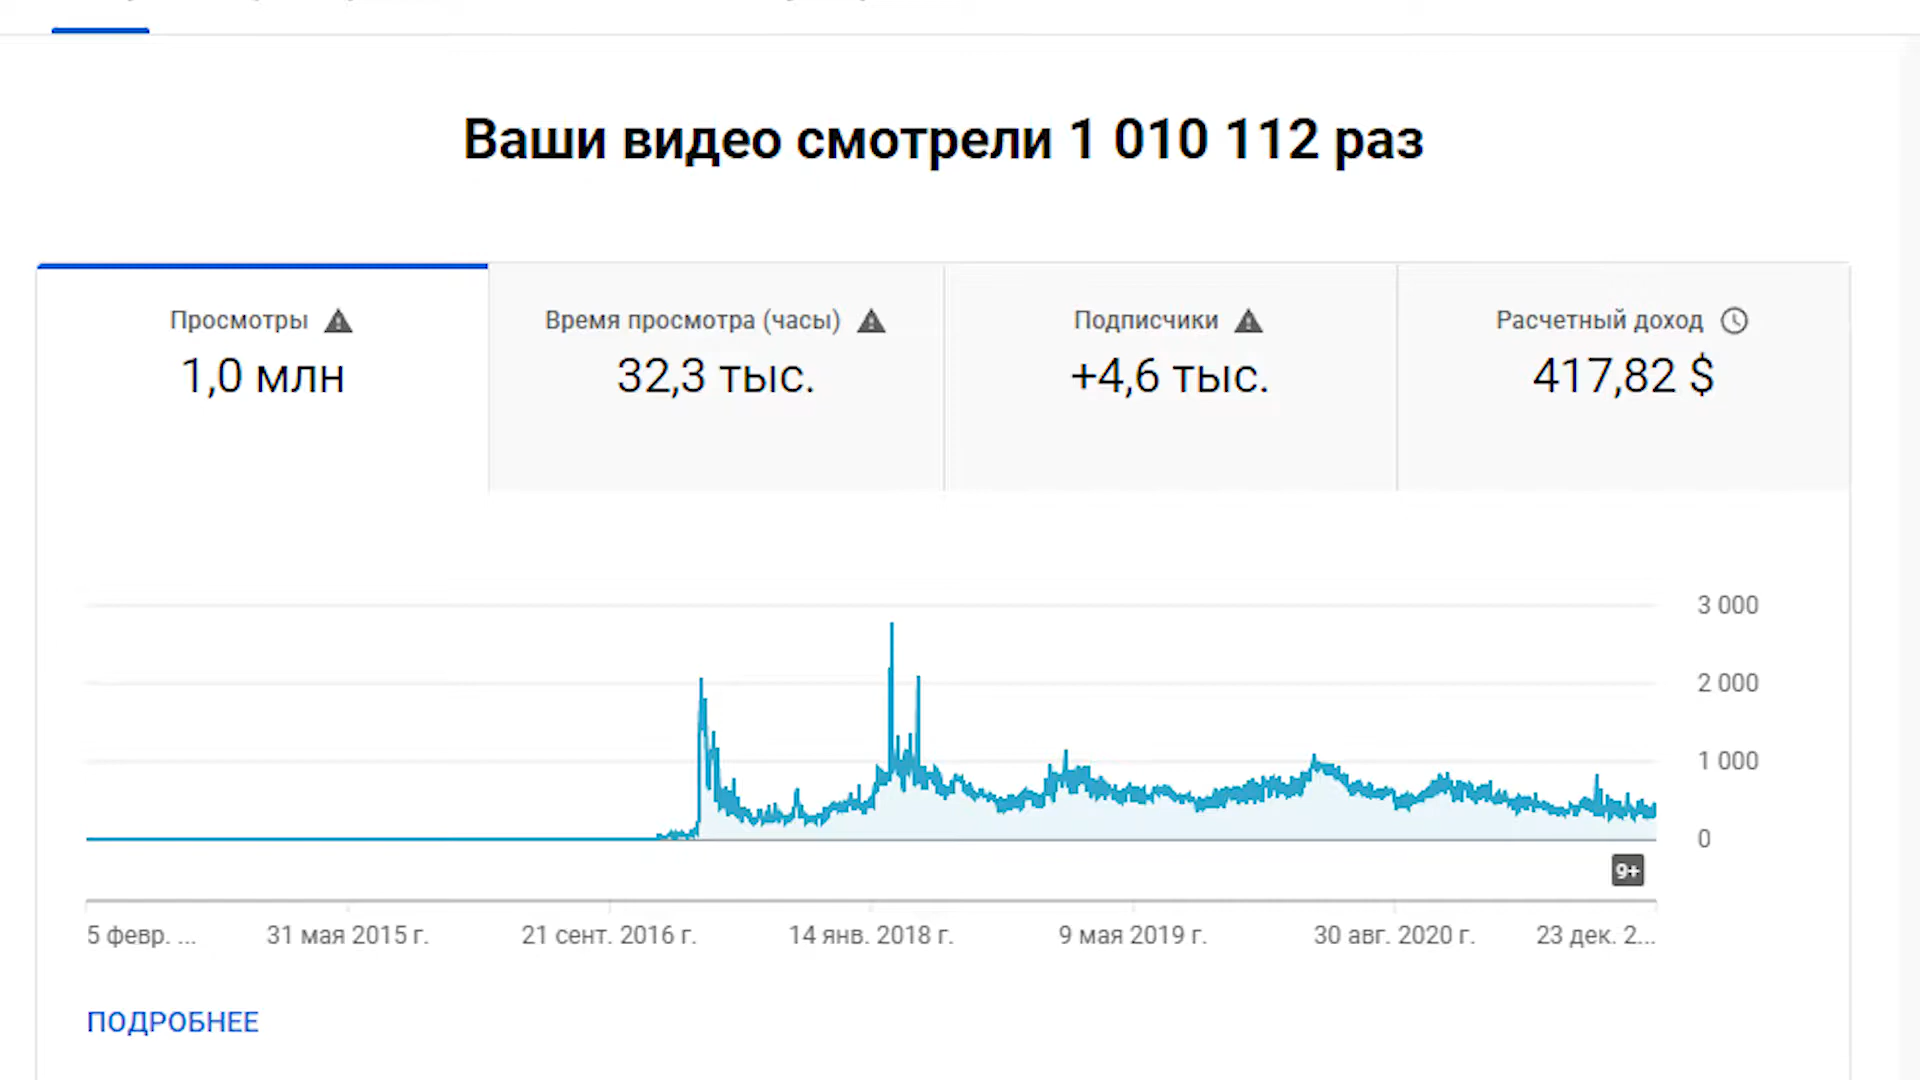 Ваши видео смотрели 1 010 112 раз
Просмотры
1,0 млн
Время просмотра (часы)
32,3 тыс.
Подписчики
+4,6 тыс.
Расчетный доход
417,82 $
3 000
2 000
1 000
0
9+
5 февр. ...
31 мая 2015 г.
21 сент. 2016 г.
14 янв. 2018 г.
9 мая 2019 г.
30 авг. 2020 г.
23 дек. 2...
ПОДРОБНЕЕ